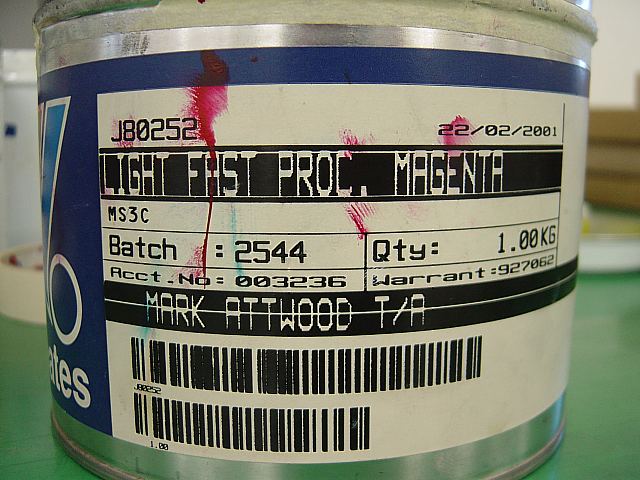 J80252 22/02/2001
LIGHT FAST PROC. MAGENTA
MS3C
Batch : 2544 Qty: 1.00KG
Acct.No: 003236 Warrant:927062
MARK ATTWOOD T/A
J80252
1.00
ates